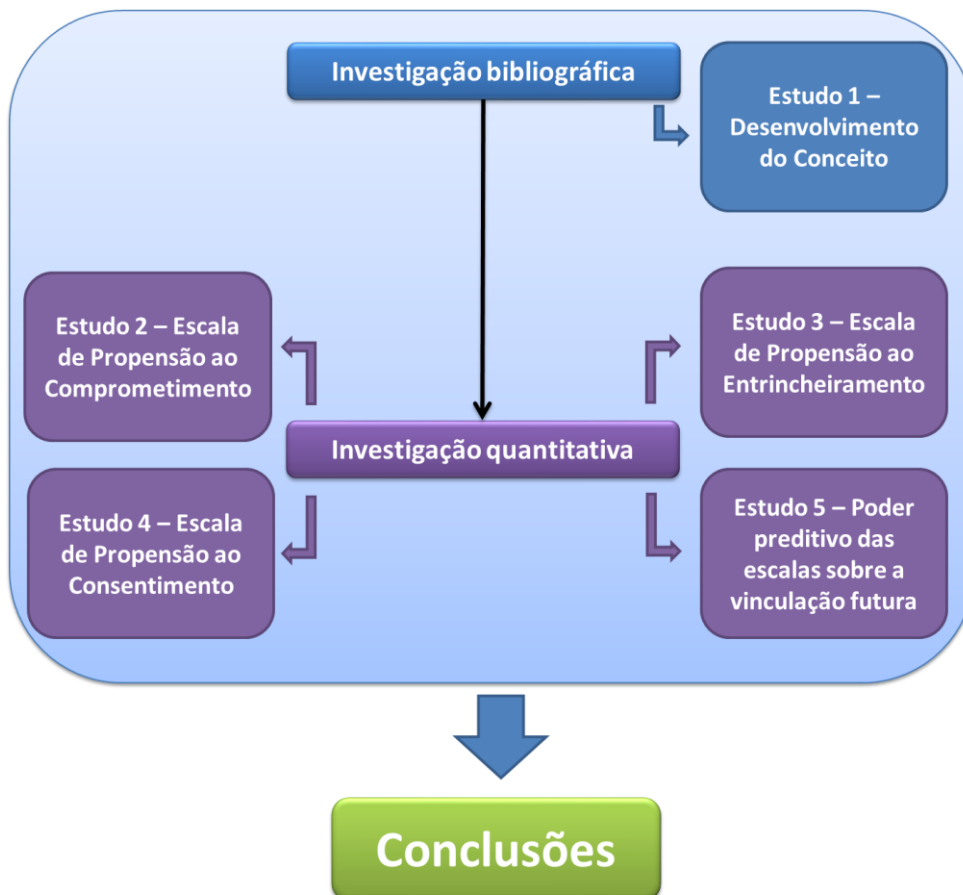 Investigação bibliográfica
Estudo 1 –
Desenvolvimento
do Conceito
Estudo 2 – Escala
de Propensão ao
Comprometimento
Estudo 3 – Escala
de Propensão ao
Entrincheiramento
Investigação quantitativa
Estudo 4 – Escala
de Propensão ao
Consentimento
Estudo 5 – Poder
preditivo das
escalas sobre a
vinculação futura
Conclusões